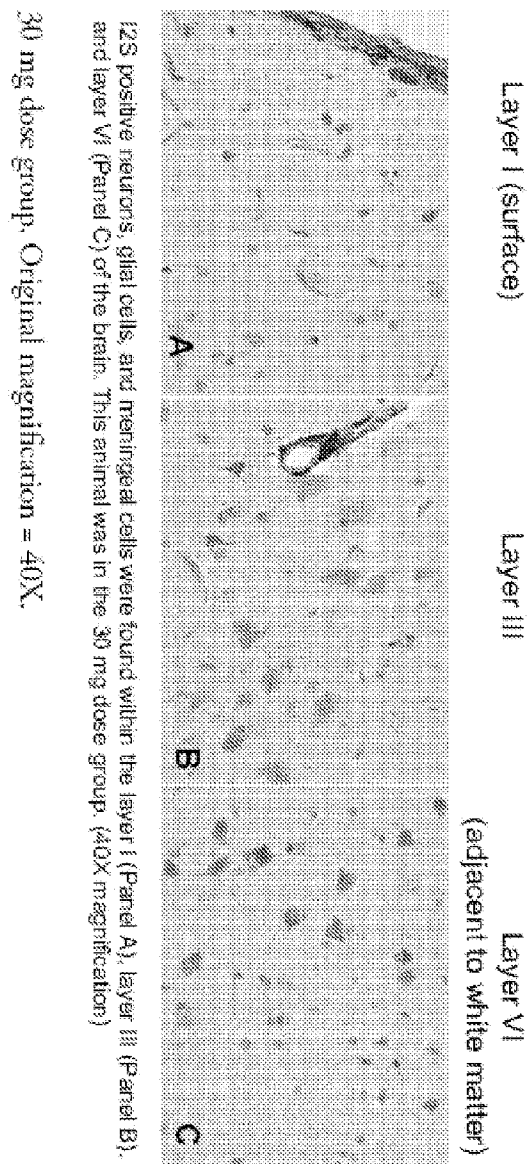 Layer I (surface)
Layer III
Layer VI
(adjacent to white matter)
A
B
C
I2S positive neurons, glial cells, and meningeal cells were found within the layer I (Panel A), layer III (Panel B),
and layer VI (Panel C) of the brain. This animal was in the 30 mg dose group. (40X magnification)
30 mg dose group. Original magnification = 40X.